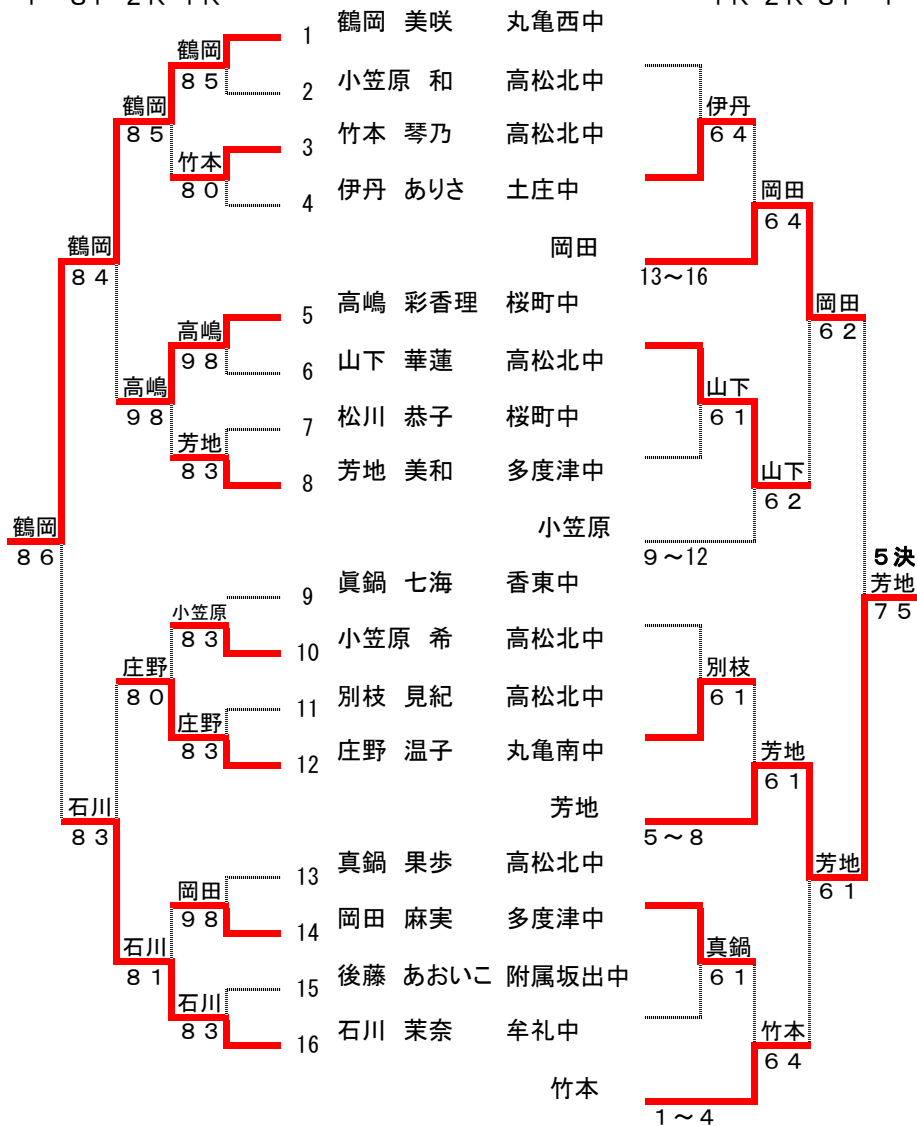 鶴岡 美咲 丸亀西中
1
鶴岡
８５
2 小笠原 和 高松北中
鶴岡
８５
伊丹
６４
3 竹本 琴乃 高松北中
竹本
８０
4 伊丹 ありさ 土庄中
岡田
６４
鶴岡
８４
岡田
13～16
5 高嶋 彩香理 桜町中
岡田
６２
高嶋
９８
6 山下 華蓮 高松北中
高嶋
９８
山下
６１
7 松川 恭子 桜町中
芳地
８３
8 芳地 美和 多度津中
山下
６２
鶴岡
８６
小笠原
9～12
５決
芳地
７５
9 眞鍋 七海 香東中
小笠原
８３
10 小笠原 希 高松北中
庄野
８０
別枝
６１
11 別枝 見紀 高松北中
庄野
８３
12 庄野 温子 丸亀南中
芳地
６１
石川
８３
芳地
5～8
13 真鍋 果歩 高松北中
芳地
６１
岡田
９８
14 岡田 麻実 多度津中
石川
８１
真鍋
６１
15 後藤 あおいこ 附属坂出中
石川
８３
16 石川 茉奈 牟礼中
竹本
６４
竹本
1～4